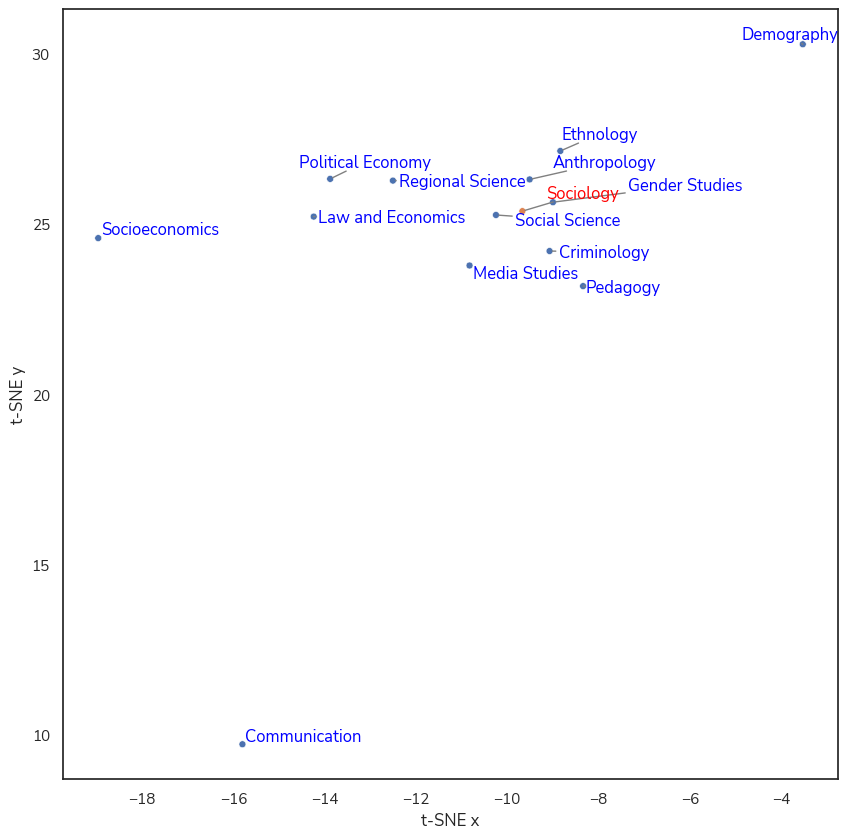 Demography
Ethnology
Political Economy
Anthropology
Regional Science
Gender Studies
Sociology
Law and Economics
Social Science
Socioeconomics
Criminology
Media Studies
Pedagogy
Communication
30
25
20
15
10
t-SNE y
−18 −16 −14 −12 −10 −8 −6 −4
t-SNE x